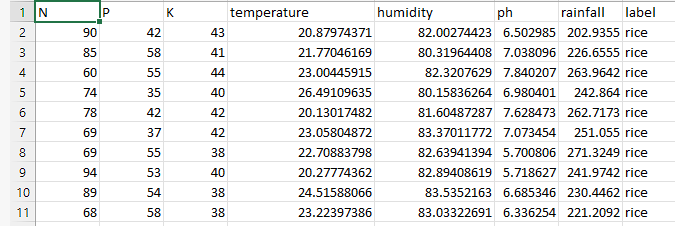 1 N P K temperature humidity ph rainfall label
2 90 42 43 20.87974371 82.00274423 6.502985 202.9355 rice
3 85 58 41 21.77046169 80.31964408 7.038096 226.6555 rice
4 60 55 44 23.00445915 82.3207629 7.840207 263.9642 rice
5 74 35 40 26.49109635 80.15836264 6.980401 242.864 rice
6 78 42 42 20.13017482 81.60487287 7.628473 262.7173 rice
7 69 37 42 23.05804872 83.37011772 7.073454 251.055 rice
8 69 55 38 22.70883798 82.63941394 5.700806 271.3249 rice
9 94 53 40 20.27774362 82.89408619 5.718627 241.9742 rice
10 89 54 38 24.51588066 83.5352163 6.685346 230.4462 rice
11 68 58 38 23.22397386 83.03322691 6.336254 221.2092 rice